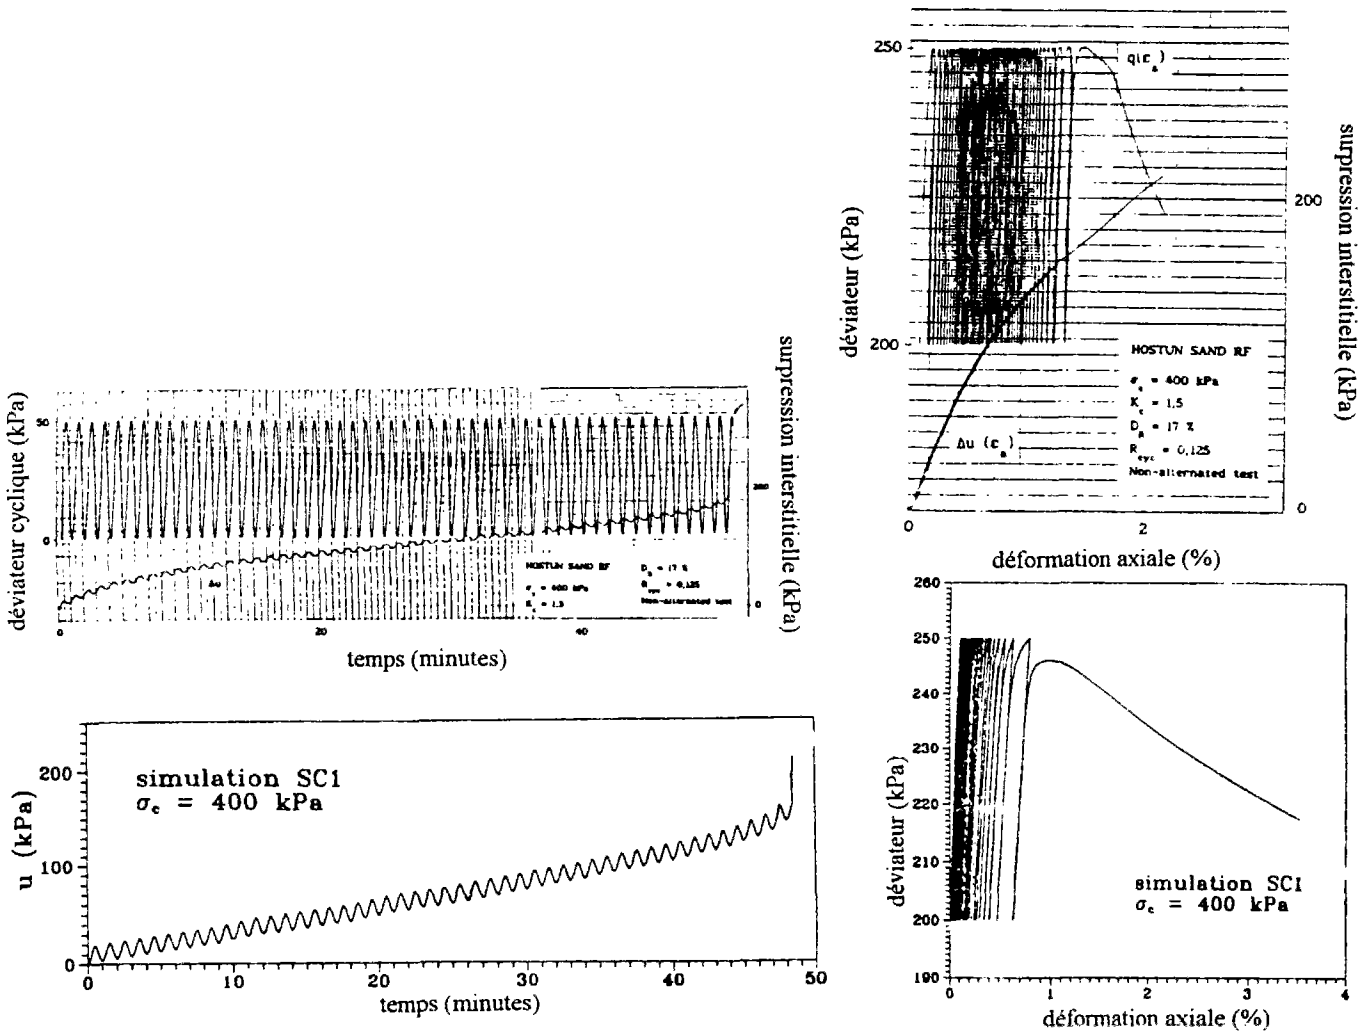 déviateur cyclique (kPa)
50
0
surpression interstitielle (kPa)
200
0
Δu
HOSTUN SAND RF
σc = 400 kPa
Kc = 1.5
DR = 17 %
Rcyc = 0,125
Non-alternated test
0
20
40
temps (minutes)
déviateur (kPa)
250
200
q(εa)
surpression interstitielle (kPa)
200
0
HOSTUN SAND RF
σc = 400 kPa
Kc = 1.5
DR = 17 %
Rcyc = 0,125
Non-alternated test
Δu (εa)
0
2
déformation axiale (%)
u (kPa)
200
100
0
simulation SC1
σc = 400 kPa
0
10
20
30
40
50
temps (minutes)
déviateur (kPa)
260
250
240
230
220
210
200
190
simulation SC1
σc = 400 kPa
0
1
2
3
4
déformation axiale (%)